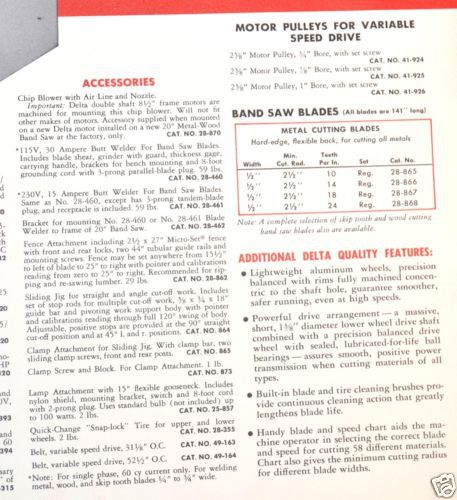 MOTOR PULLEYS FOR VARIABLE
SPEED DRIVE
2⅜" Motor Pulley, ¾" Bore, with set screw
CAT. NO. 41-924
2⅜" Motor Pulley, ⅞" Bore, with set screw
CAT. NO. 41-925
2⅜" Motor Pulley, 1" Bore, with set screw
CAT. NO. 41-926
BAND SAW BLADES (All blades are 141" long)
METAL CUTTING BLADES
Hard-edge, flexible back, for cutting all metals
Width Min. Cut. Rad. Teeth Per In. Set Cat. No.
½" 2½" 10 Reg. 28-865
½" 2½" 14 Reg. 28-866
½" 2½" 18 Reg. 28-867
½" 2½" 24 Reg. 28-868
Note: A complete selection of skip tooth and wood cutting
band saw blades also are available.
ADDITIONAL DELTA QUALITY FEATURES:
• Lightweight aluminum wheels, precision
balanced with rims fully machined concen-
tric to the shaft hole, guarantee smoother,
safer running, even at high speeds.
• Powerful drive arrangement — a massive,
short, 1⅜" diameter lower wheel drive shaft
combined with a precision balanced drive
wheel with sealed, lubricated-for-life ball
bearings — assures smooth, positive power
transmission when cutting materials of all
types.
• Built-in blade and tire cleaning brushes pro-
vide continuous cleaning action that greatly
lengthens blade life.
• Handy blade and speed chart aids the ma-
chine operator in selecting the correct blade
and speed for cutting 58 different materials.
Chart also gives the minimum cutting radius
for different blade widths.
ACCESSORIES
Chip Blower with Air Line and Nozzle.
Important: Delta double shaft 8½" frame motors are
machined for mounting this chip blower. Will not fit
other makes of motors. Accessory supplied when mounted
on a new Delta motor installed on a new 20" Metal-Wood
Band Saw at the factory, only. CAT. NO. 28-870
*115V, 30 Ampere Butt Welder For Band Saw Blades.
Includes blade shear, grinder with guard, thickness gage,
carrying handle, brackets for bench mounting and 8-foot
grounding cord with 3-prong parallel-blade plug. 59 lbs.
CAT. NO. 28-460
*230V, 15 Ampere Butt Welder For Band Saw Blades.
Same as No. 28-460, except has 3-prong tandem-blade
plug, and receptacle is included. 59 lbs. CAT. NO. 28-461
Bracket for mounting No. 28-460 or No. 28-461 Blade
Welder to frame of 20" Band Saw. CAT. NO. 28-462
Fence Attachment including 2½ x 27" Micro-Set® fence
with front and rear locks, two 44" tubular guide rails and
mounting screws. Fence may be set anywhere from 15½"
to left of blade to 25" to right with pointer and calibrations
reading from zero to 25" to right. Recommended for rip-
ping and re-sawing lumber. 29 lbs. CAT. NO. 28-862
Sliding Jig for straight and angle cut-off work. Includes
set of stop rods for multiple cut-off work, ⅜ x ¾ x 18"
guide bar and pivoting work support body with pointer
and calibrations reading through full 120° swing of body.
Adjustable, positive stops are provided at the 90° straight
cut-off position and at 45° l. and r. positions. CAT. NO. 864
Clamp Attachment for Sliding Jig. With clamp bar, two
sliding clamp screws, front and rear posts. CAT. NO. 865
Clamp Screw and Block. For Clamp Attachment. 1 lb.
CAT. NO. 873
Lamp Attachment with 15" flexible gooseneck. Includes
nylon shield, mounting bracket, switch and 8-foot cord
with 2-prong plug. Uses standard bulb (not included) up
to 100 watts. 2 lbs. CAT. NO. 25-857
Quick-Change "Snap-lock" Tire for upper and lower
wheels. 2 lbs. CAT. NO. 28-355
Belt, variable speed drive, 31⅛" O.C. CAT. NO. 49-163
Belt, variable speed drive, 52½" O.C. CAT. NO. 49-164
*Note: For single phase, 60 cy current only. For welding
metal, wood, and skip tooth blades ¼" to ¾" wide.